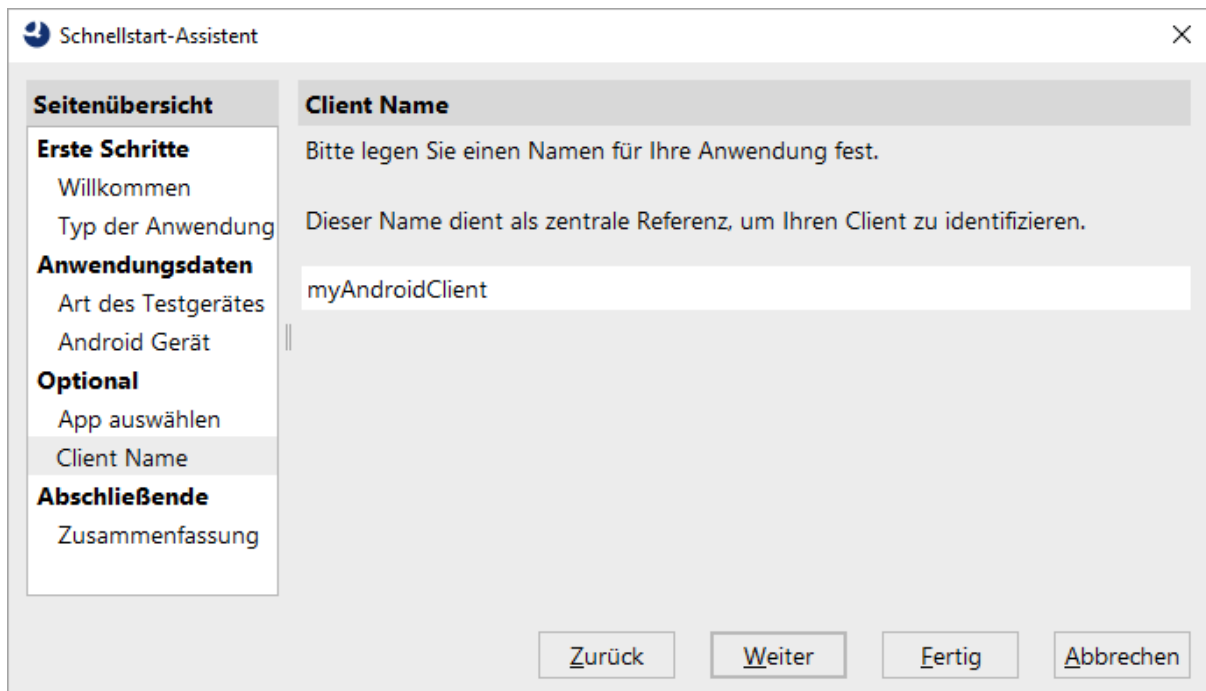 Schnellstart-Assistent
Seitenübersicht
Erste Schritte
Willkommen
Typ der Anwendung
Anwendungsdaten
Art des Testgerätes
Android Gerät
Optional
App auswählen
Client Name
Abschließende
Zusammenfassung
Client Name
Bitte legen Sie einen Namen für Ihre Anwendung fest.
Dieser Name dient als zentrale Referenz, um Ihren Client zu identifizieren.
myAndroidClient
Zurück
Weiter
Fertig
Abbrechen